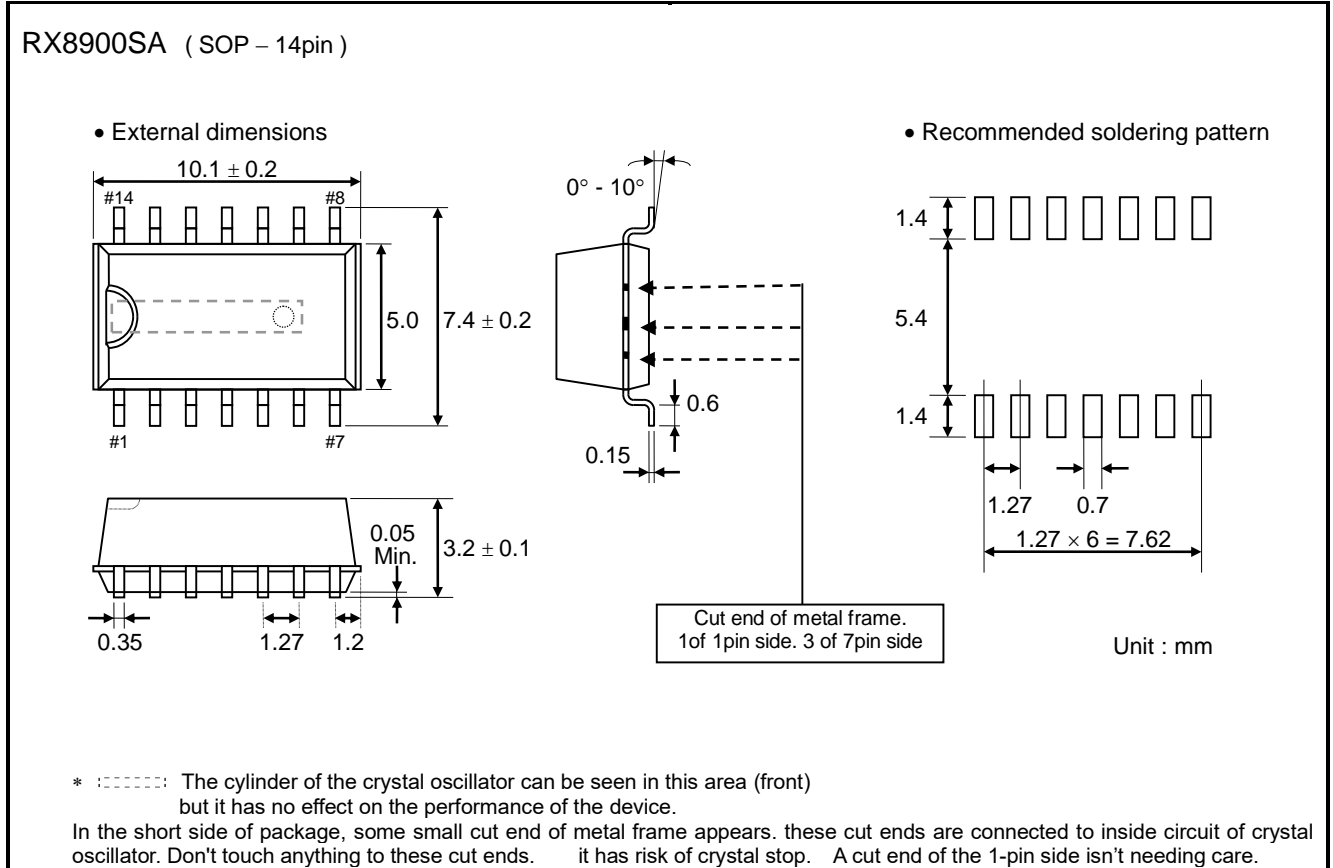 RX8900SA ( SOP – 14pin )
• External dimensions
10.1 ± 0.2
#14
#8
5.0
7.4 ± 0.2
#1
#7
0.05
Min.
3.2 ± 0.1
0.35
1.27
1.2
0° - 10°
0.6
0.15
Cut end of metal frame.
1of 1pin side. 3 of 7pin side
• Recommended soldering pattern
1.4
5.4
1.4
1.27
0.7
1.27 × 6 = 7.62
Unit : mm
* The cylinder of the crystal oscillator can be seen in this area (front)
but it has no effect on the performance of the device.
In the short side of package, some small cut end of metal frame appears. these cut ends are connected to inside circuit of crystal
oscillator. Don't touch anything to these cut ends. it has risk of crystal stop. A cut end of the 1-pin side isn't needing care.